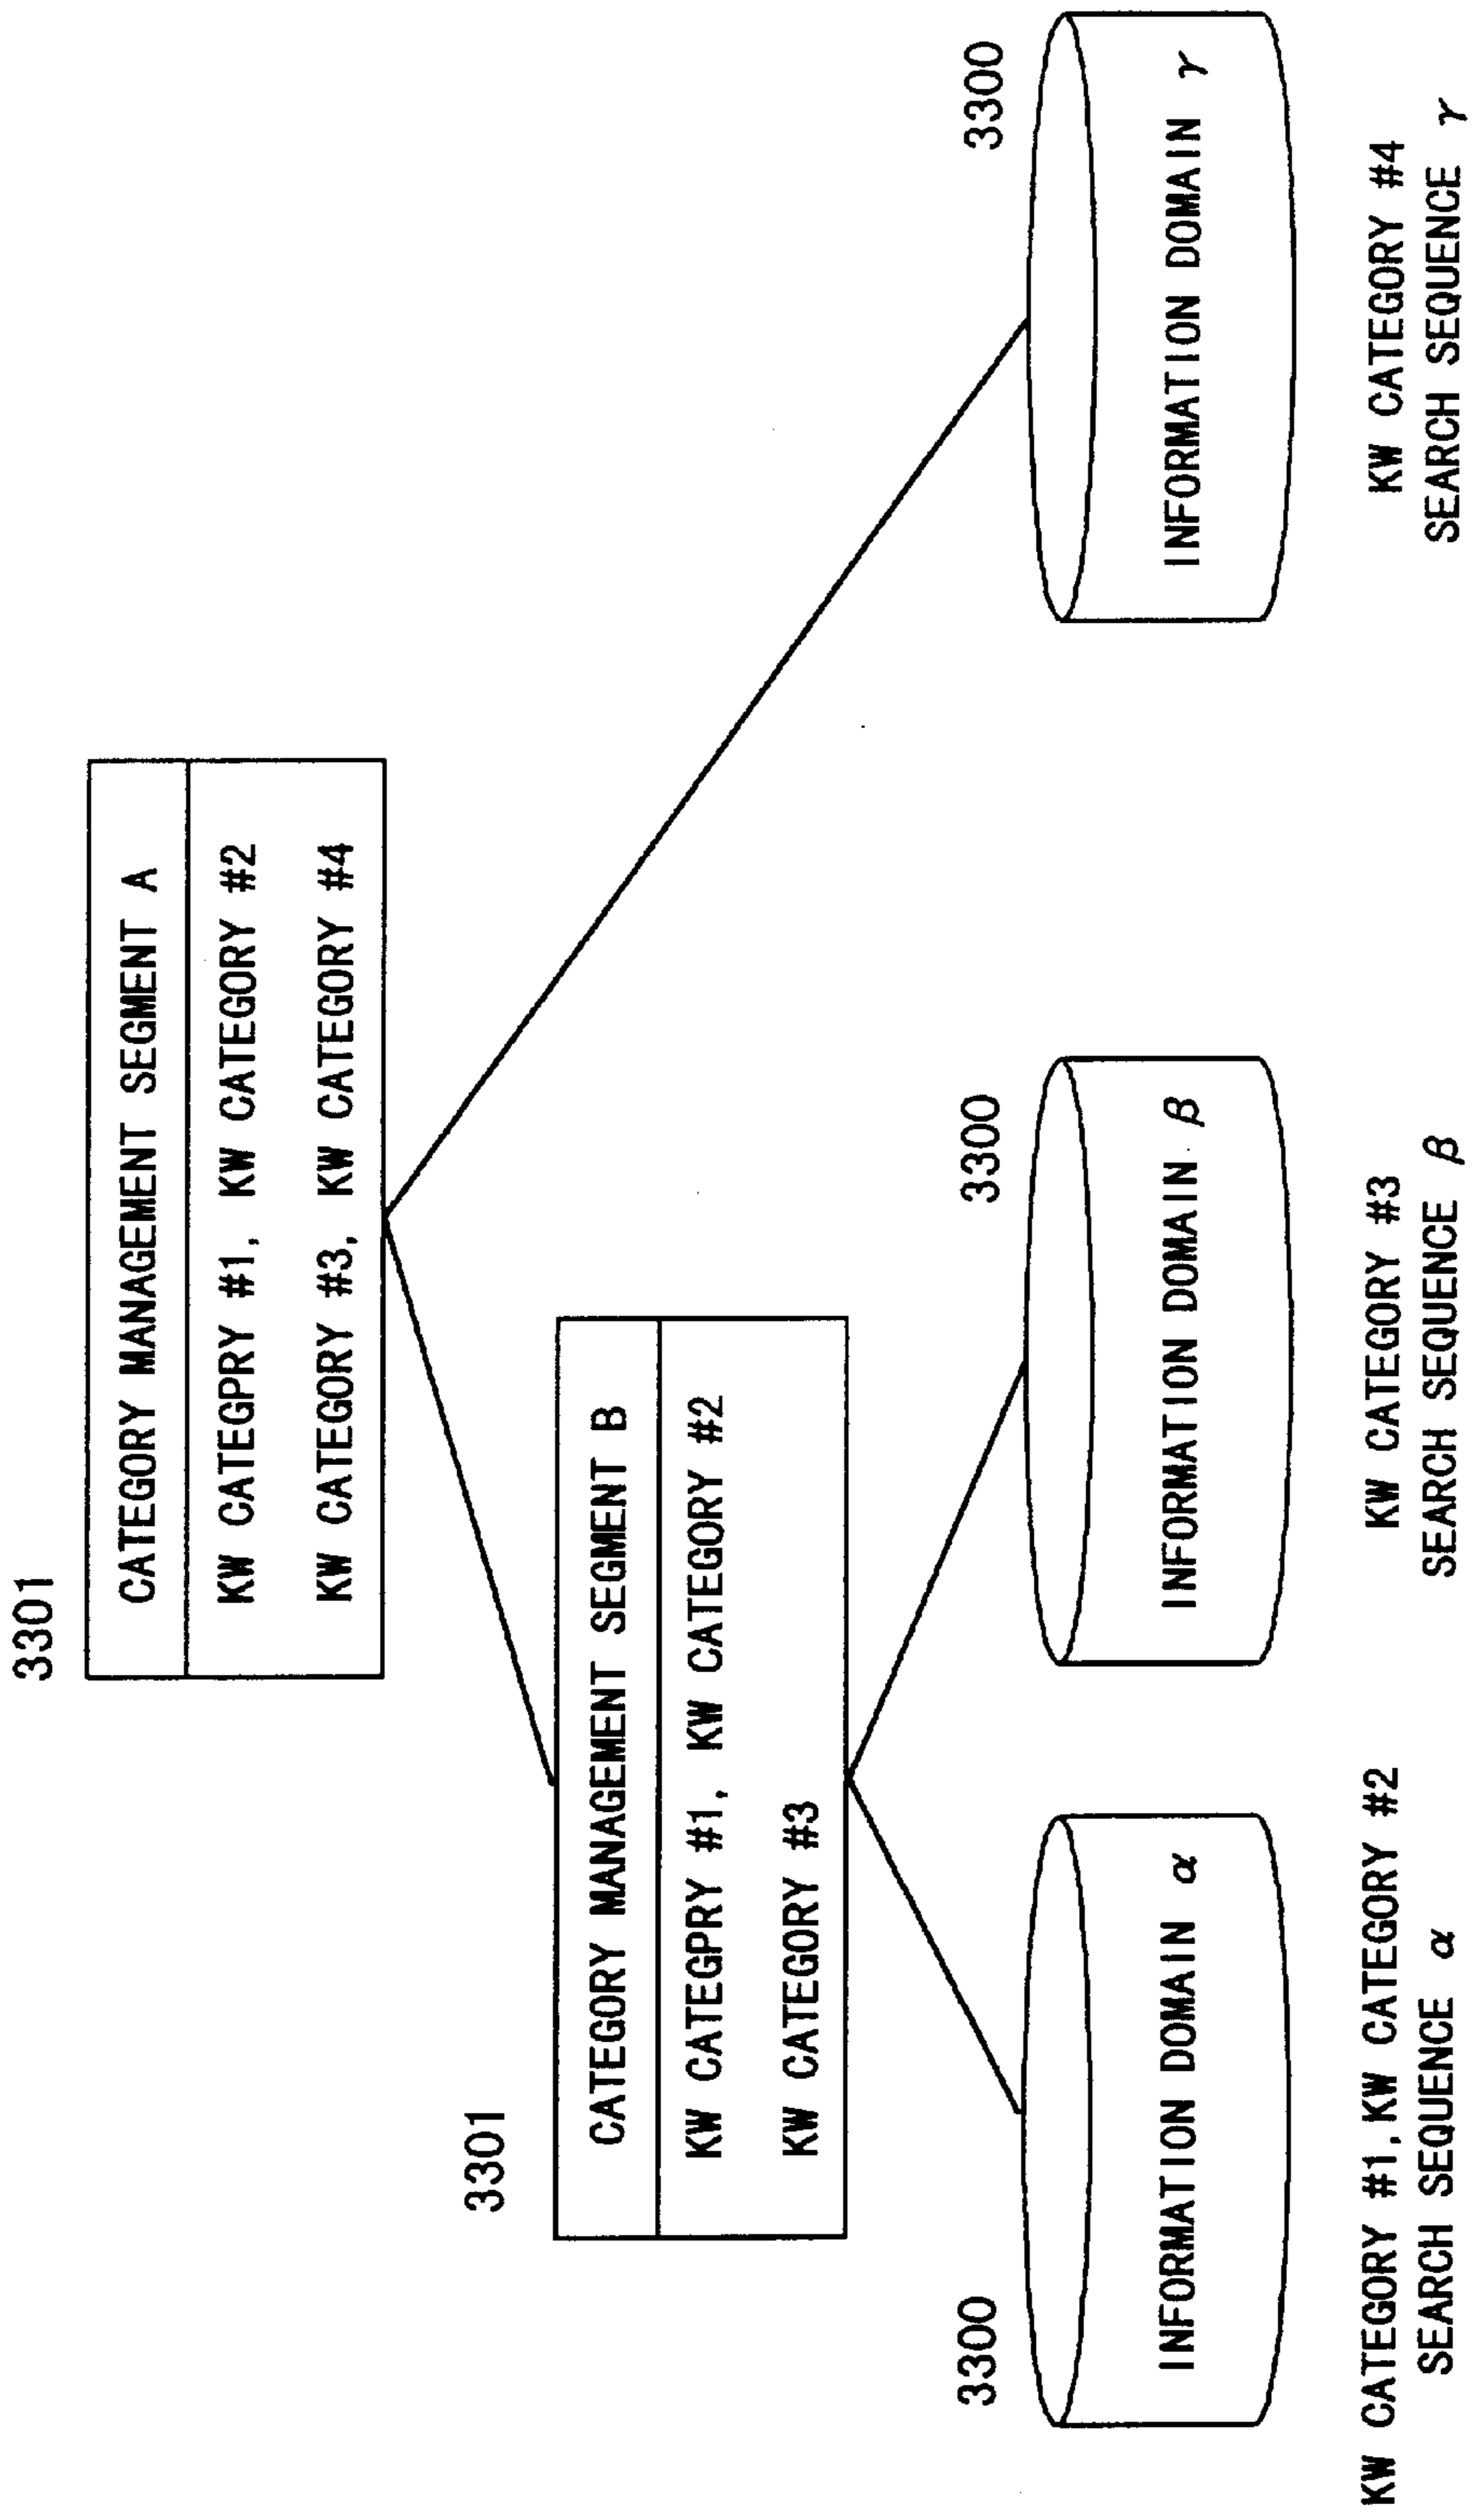 3301
CATEGORY MANAGEMENT SEGMENT A
KW CATEGPRY #1, KW CATEGORY #2
KW CATEGORY #3, KW CATEGORY #4
3301
CATEGORY MANAGEMENT SEGMENT B
KW CATEGPRY #1, KW CATEGORY #2
KW CATEGORY #3
3300
INFORMATION DOMAIN α
KW CATEGORY #1, KW CATEGORY #2
SEARCH SEQUENCE α
3300
INFORMATION DOMAIN β
KW CATEGORY #3
SEARCH SEQUENCE β
3300
INFORMATION DOMAIN γ
KW CATEGORY #4
SEARCH SEQUENCE γ